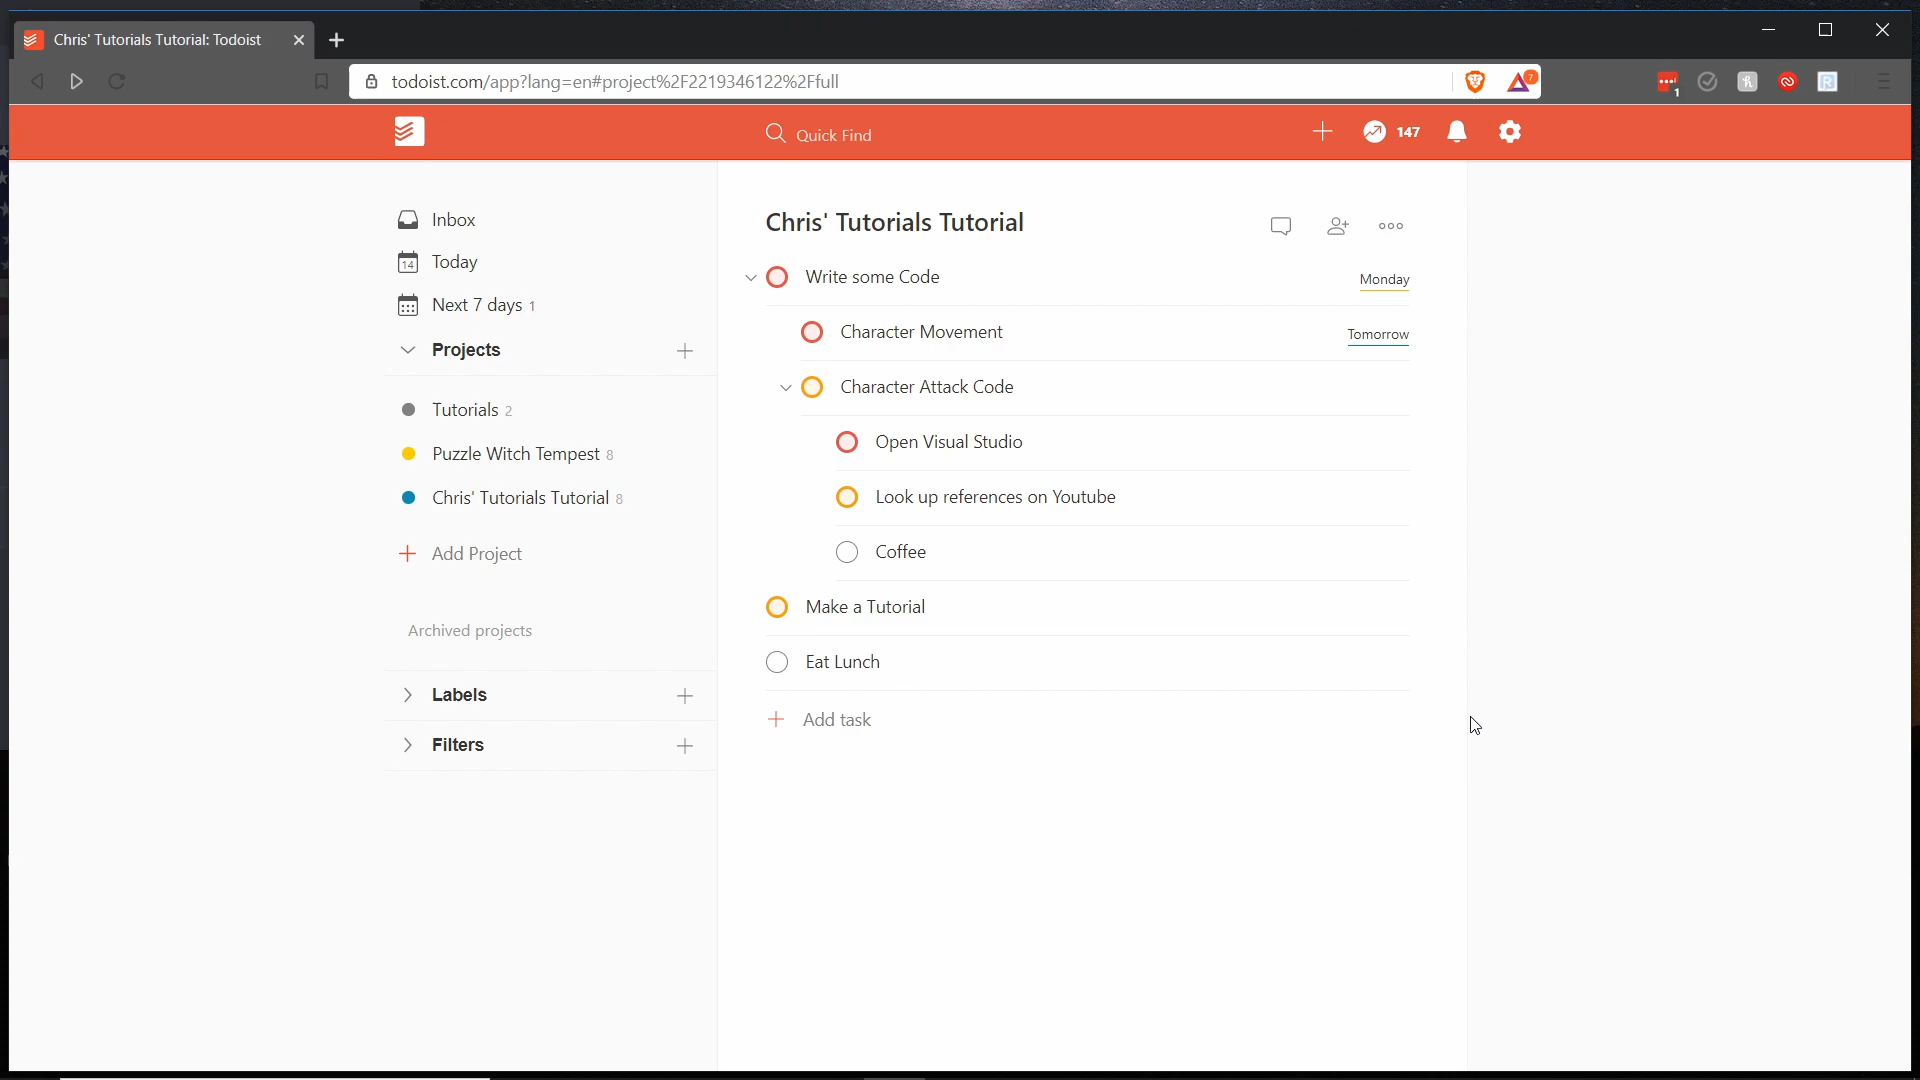 Chris' Tutorials Tutorial: Todoist
todoist.com/app?lang=en#project%2F2219346122%2Ffull
7
1
Quick Find
147
Inbox
14
Today
Next 7 days 1
Projects
Tutorials 2
Puzzle Witch Tempest 8
Chris' Tutorials Tutorial 8
Add Project
Archived projects
Labels
Filters
Chris' Tutorials Tutorial
Write some Code Monday
Character Movement Tomorrow
Character Attack Code
Open Visual Studio
Look up references on Youtube
Coffee
Make a Tutorial
Eat Lunch
Add task